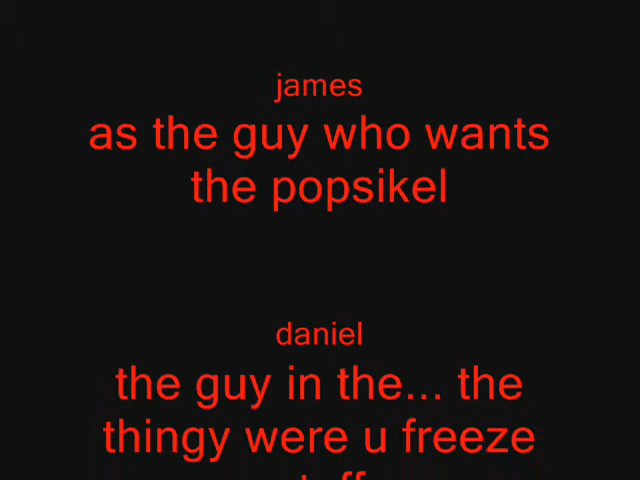 james
as the guy who wants
the popsikel
daniel
the guy in the... the
thingy were u freeze